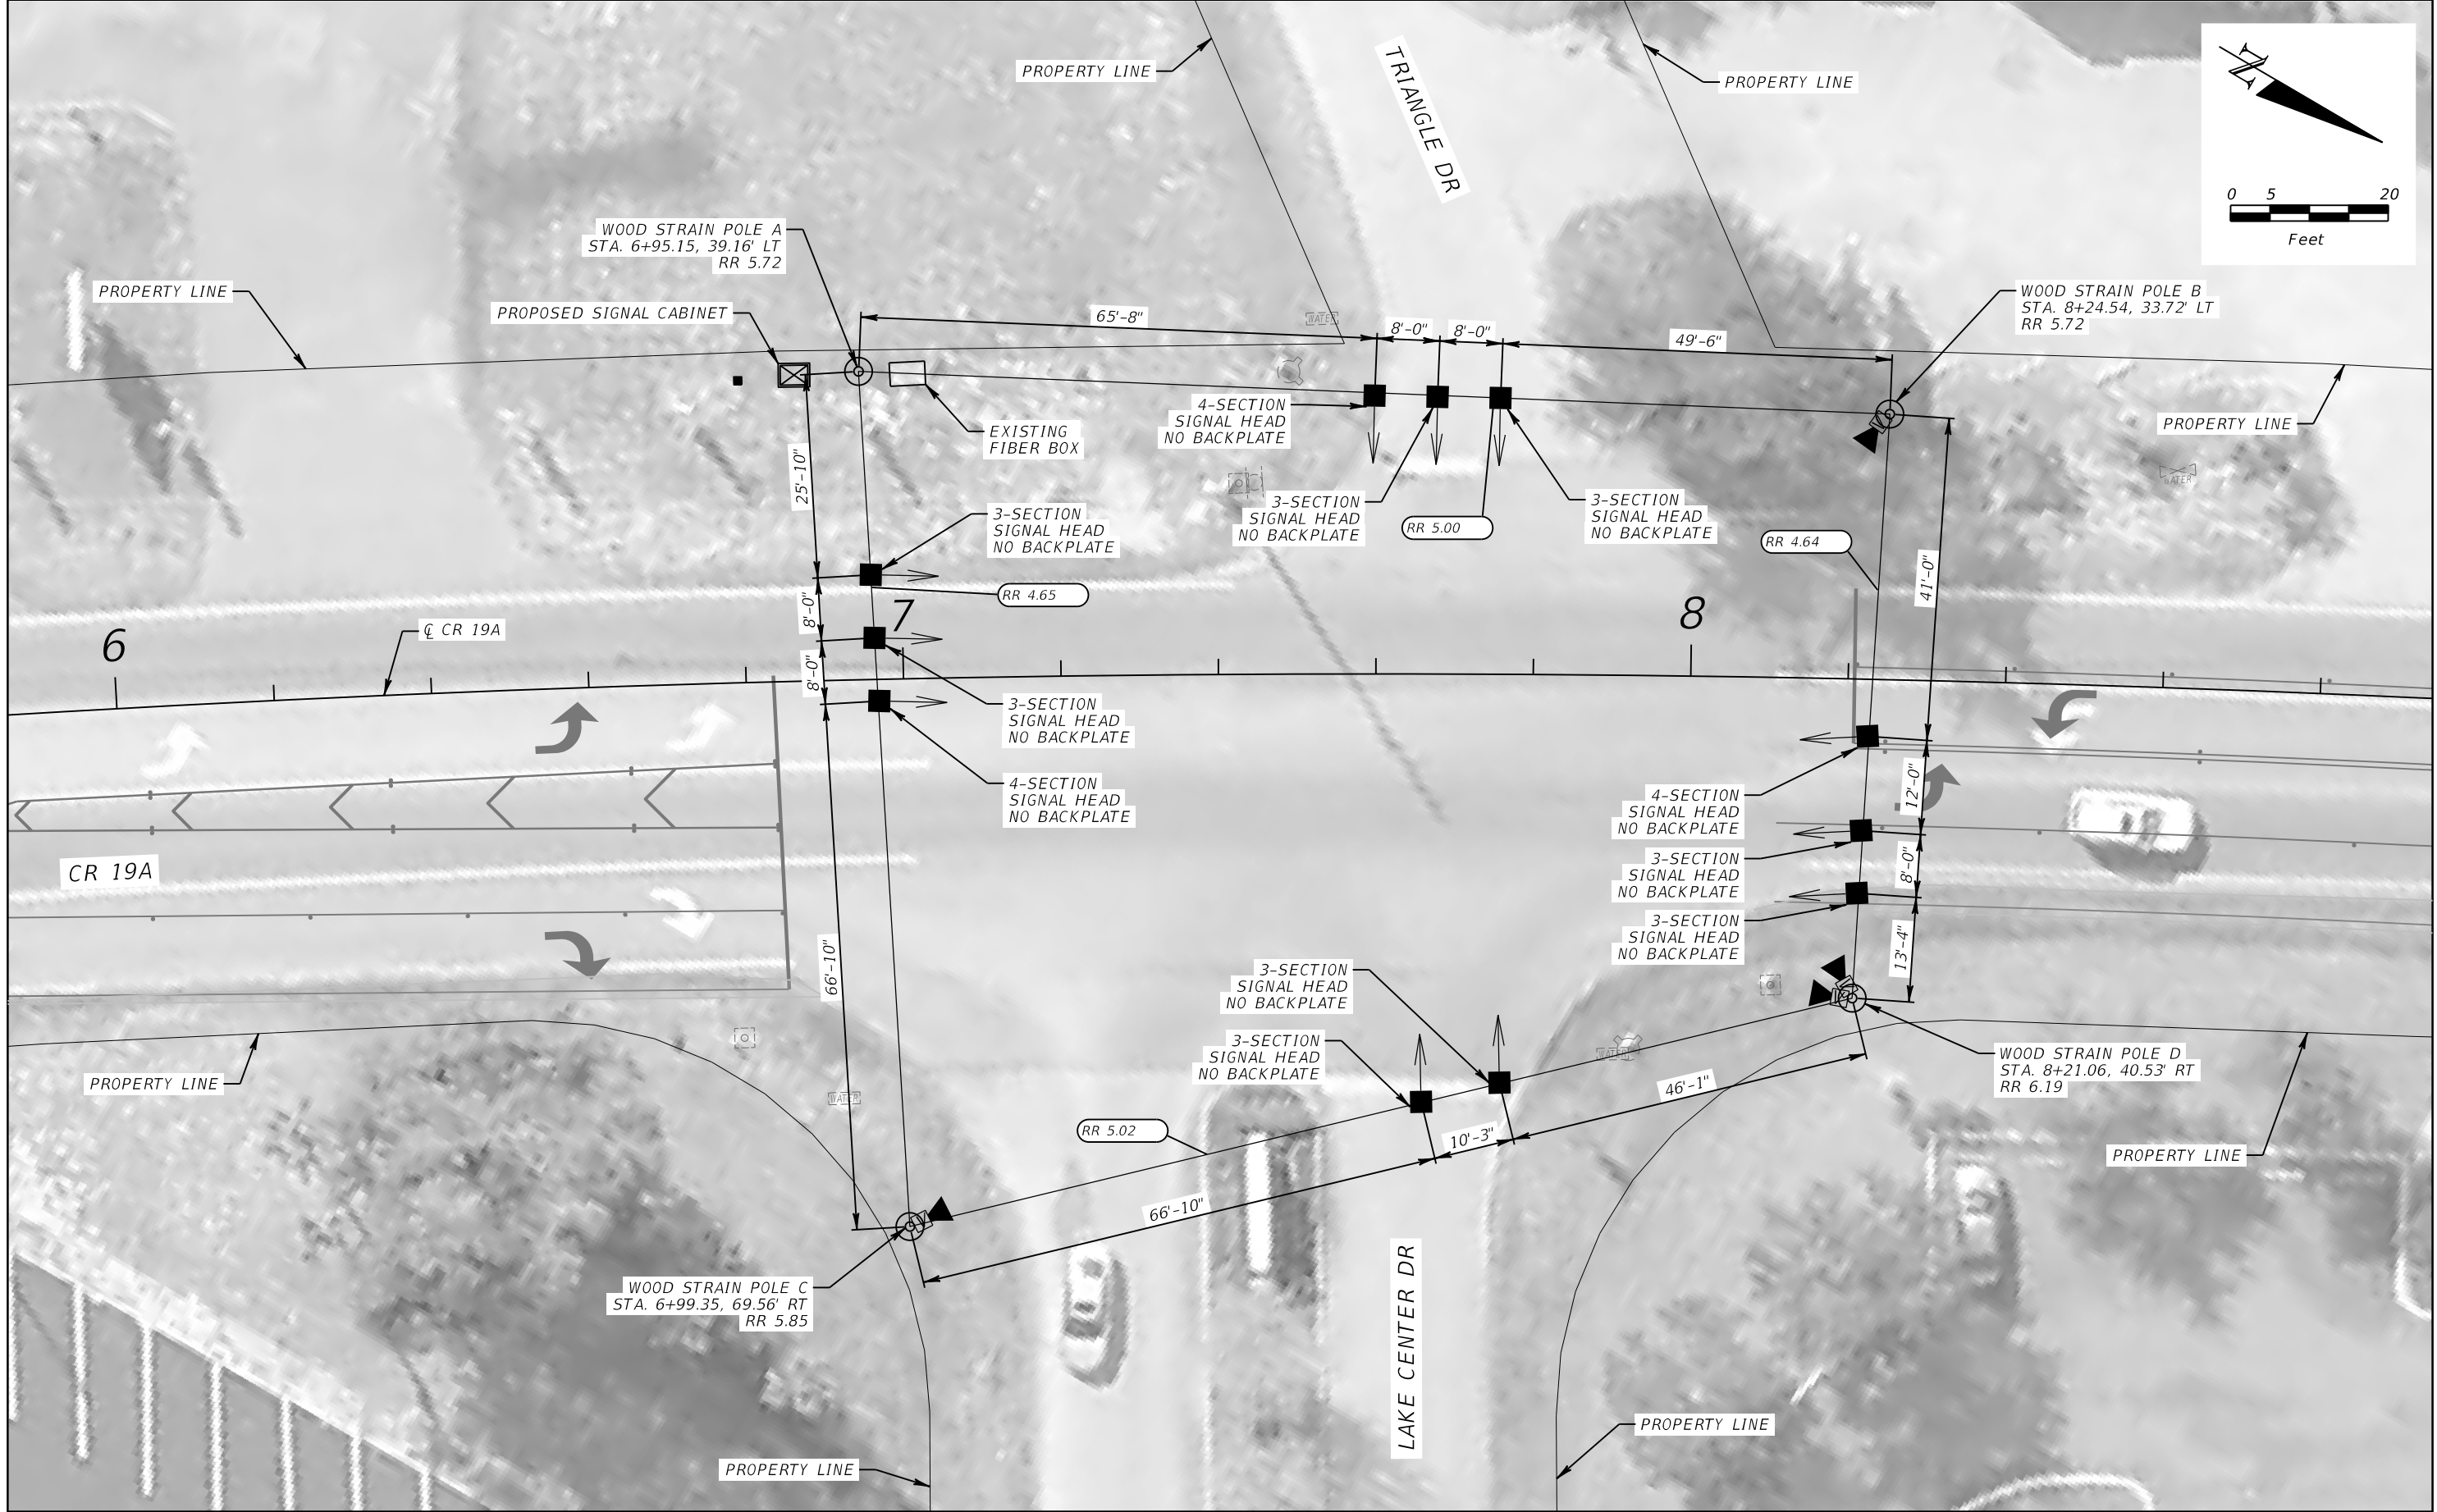 PROPERTY LINE
TRIANGLE DR
PROPERTY LINE
N
0 5 20
Feet
WOOD STRAIN POLE A
STA. 6+95.15, 39.16' LT
RR 5.72
PROPERTY LINE
PROPOSED SIGNAL CABINET
65'-8"
WATER
8'-0"
8'-0"
49'-6"
WOOD STRAIN POLE B
STA. 8+24.54, 33.72' LT
RR 5.72
EXISTING
FIBER BOX
4-SECTION
SIGNAL HEAD
NO BACKPLATE
PROPERTY LINE
25'-10"
3-SECTION
SIGNAL HEAD
NO BACKPLATE
3-SECTION
SIGNAL HEAD
NO BACKPLATE
RR 5.00
3-SECTION
SIGNAL HEAD
NO BACKPLATE
WATER
RR 4.64
41'-0"
RR 4.65
8'-0"
6
℄ CR 19A
7
8
8'-0"
3-SECTION
SIGNAL HEAD
NO BACKPLATE
4-SECTION
SIGNAL HEAD
NO BACKPLATE
CR 19A
4-SECTION
SIGNAL HEAD
NO BACKPLATE
12'-0"
3-SECTION
SIGNAL HEAD
NO BACKPLATE
8'-0"
3-SECTION
SIGNAL HEAD
NO BACKPLATE
13'-4"
66'-10"
3-SECTION
SIGNAL HEAD
NO BACKPLATE
3-SECTION
SIGNAL HEAD
NO BACKPLATE
WATER
WOOD STRAIN POLE D
STA. 8+21.06, 40.53' RT
RR 6.19
PROPERTY LINE
WATER
RR 5.02
46'-1"
10'-3"
PROPERTY LINE
66'-10"
WOOD STRAIN POLE C
STA. 6+99.35, 69.56' RT
RR 5.85
LAKE CENTER DR
PROPERTY LINE
PROPERTY LINE